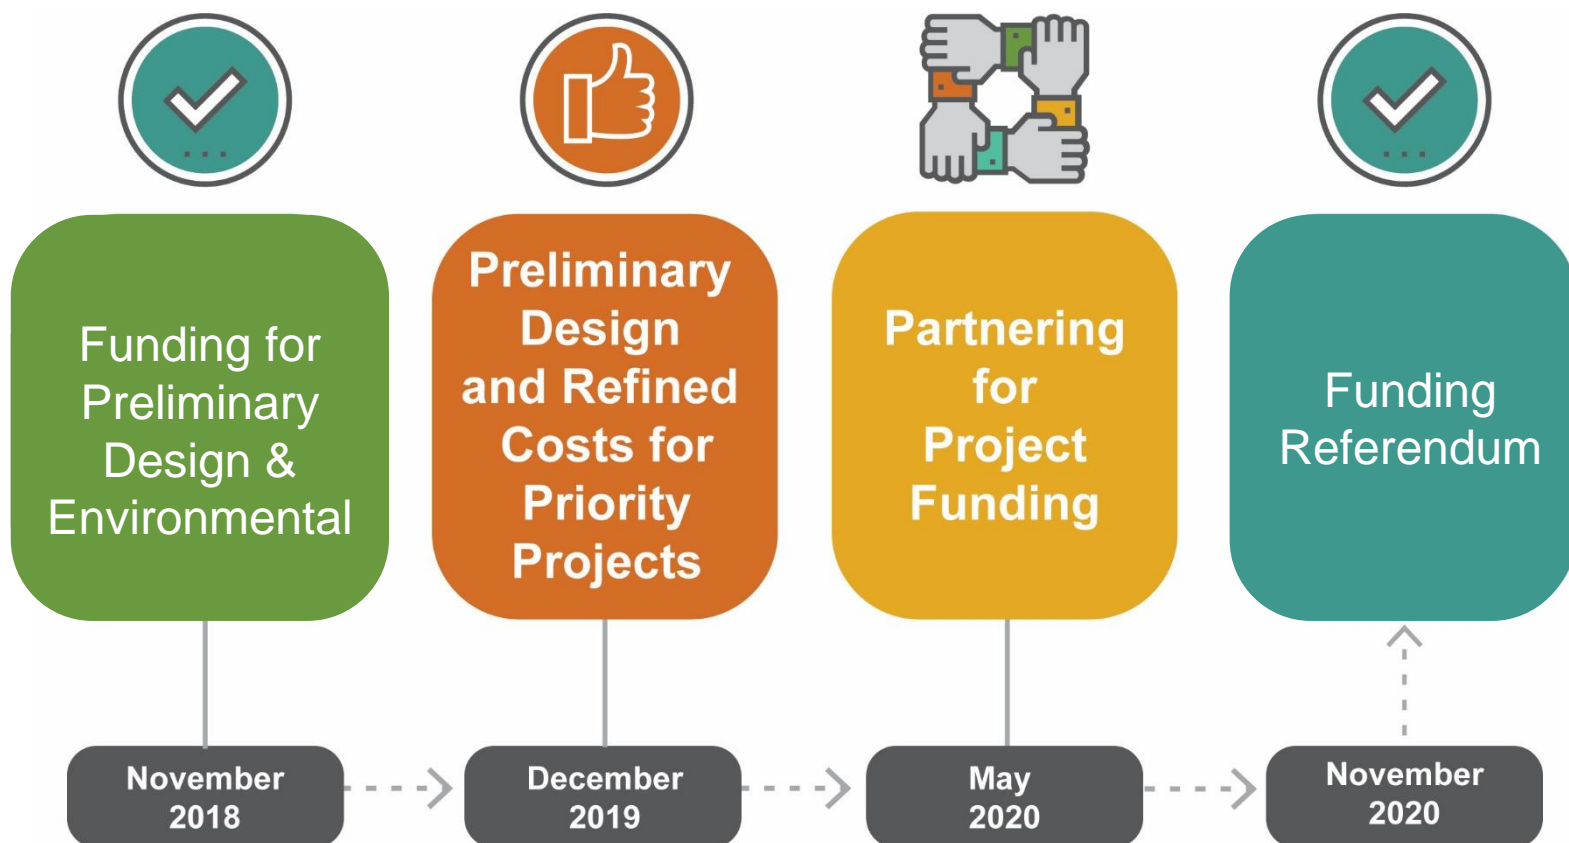 Funding for
Preliminary
Design &
Environmental
Preliminary
Design
and Refined
Costs for
Priority
Projects
Partnering
for
Project
Funding
Funding
Referendum
November
2018
December
2019
May
2020
November
2020